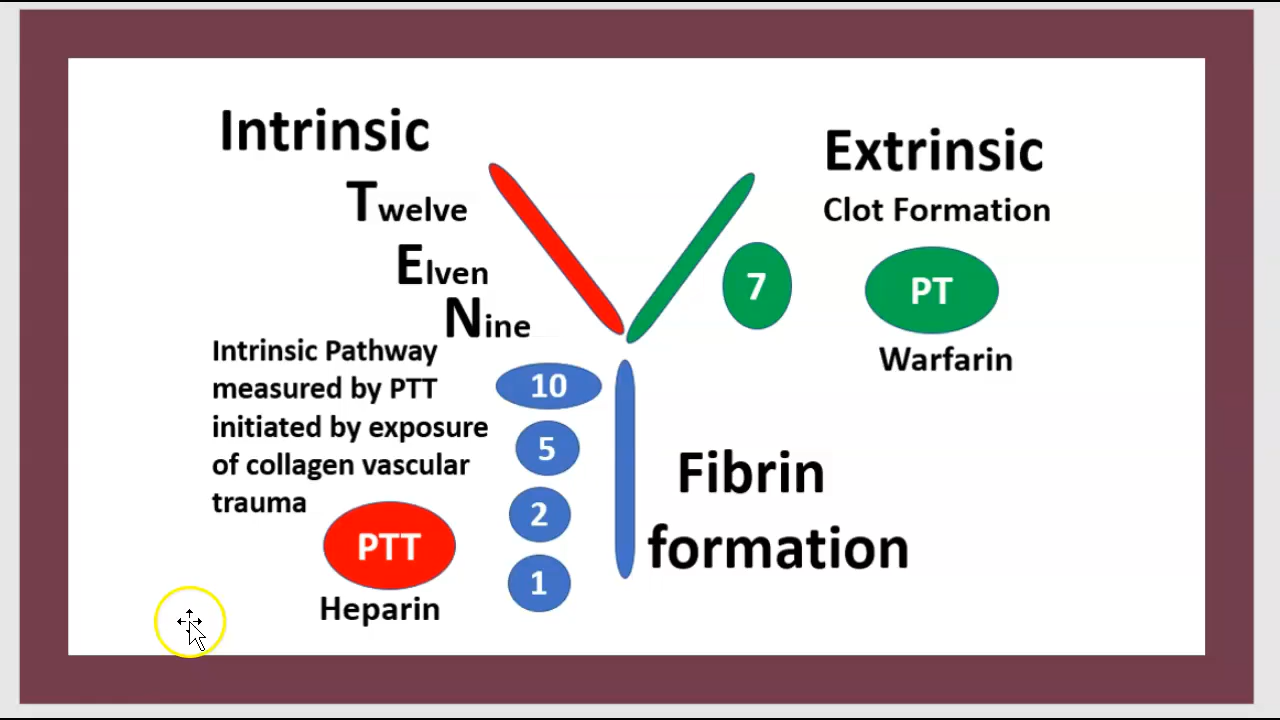 Intrinsic
Twelve
Elven
Nine
Intrinsic Pathway
measured by PTT
initiated by exposure
of collagen vascular
trauma
PTT
Heparin
10
5
2
1
Extrinsic
Clot Formation
7
PT
Warfarin
Fibrin
formation